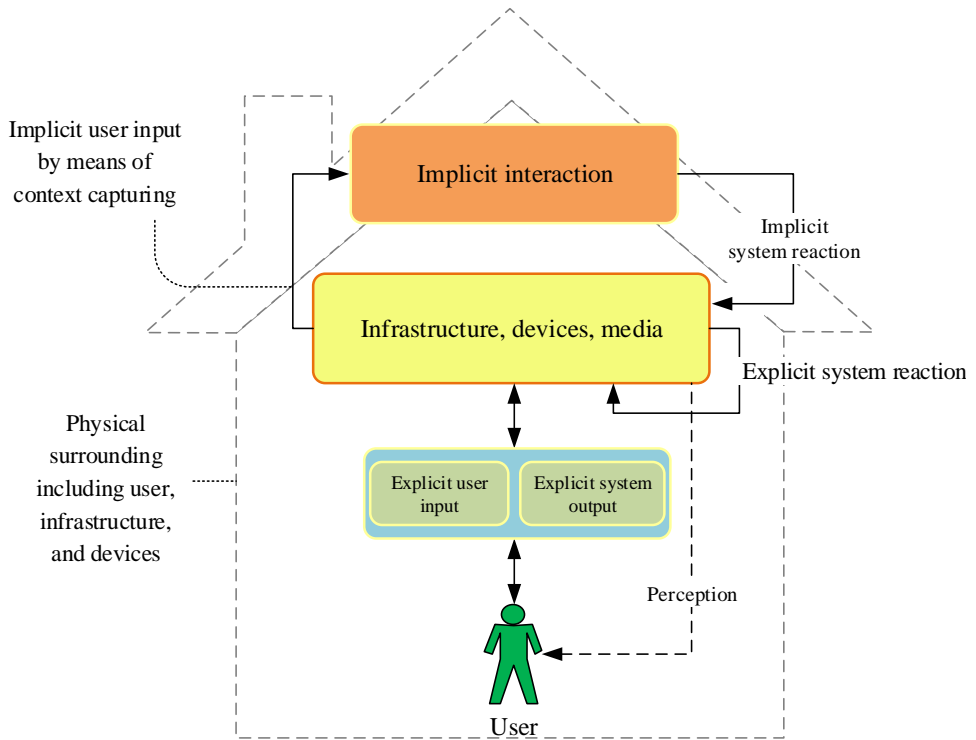 Implicit user input
by means of
context capturing
Implicit interaction
Implicit
system reaction
Infrastructure, devices, media
Explicit system reaction
Physical
surrounding
including user,
infrastructure,
and devices
Explicit user
input
Explicit system
output
Perception
User